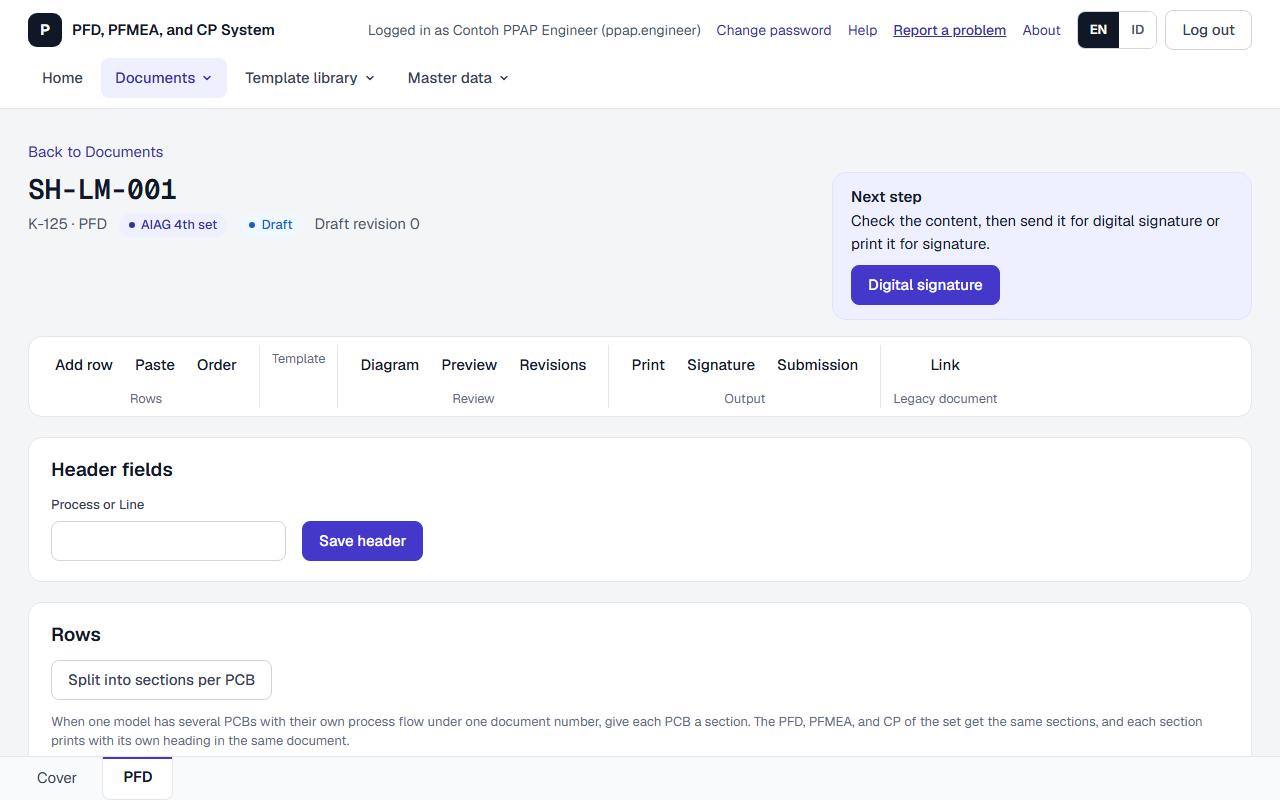 P PFD, PFMEA, and CP System
Logged in as Contoh PPAP Engineer (ppap.engineer) Change password Help Report a problem About EN ID Log out
Home Documents Template library Master data
Back to Documents
SH-LM-001
K-125 · PFD AIAG 4th set Draft Draft revision 0
Next step
Check the content, then send it for digital signature or
print it for signature.
Digital signature
Add row Paste Order
Rows
Template
Diagram Preview Revisions
Review
Print Signature Submission
Output
Link
Legacy document
Header fields
Process or Line
Save header
Rows
Split into sections per PCB
When one model has several PCBs with their own process flow under one document number, give each PCB a section. The PFD, PFMEA, and CP of the set get the same sections, and each section
prints with its own heading in the same document.
Cover PFD